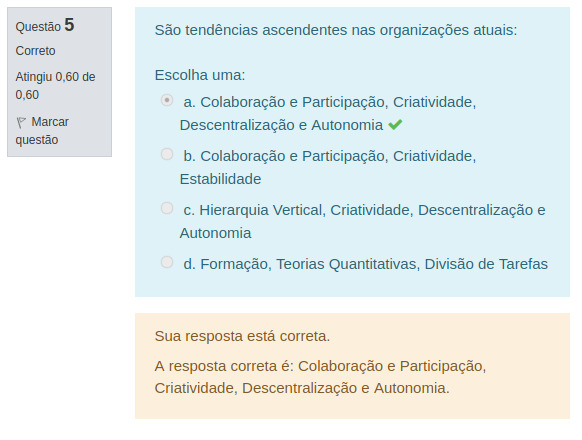 Questão 5
Correto
Atingiu 0,60 de
0,60
Marcar
questão
São tendências ascendentes nas organizações atuais:
Escolha uma:
a. Colaboração e Participação, Criatividade,
Descentralização e Autonomia
b. Colaboração e Participação, Criatividade,
Estabilidade
c. Hierarquia Vertical, Criatividade, Descentralização e
Autonomia
d. Formação, Teorias Quantitativas, Divisão de Tarefas
Sua resposta está correta.
A resposta correta é: Colaboração e Participação,
Criatividade, Descentralização e Autonomia.